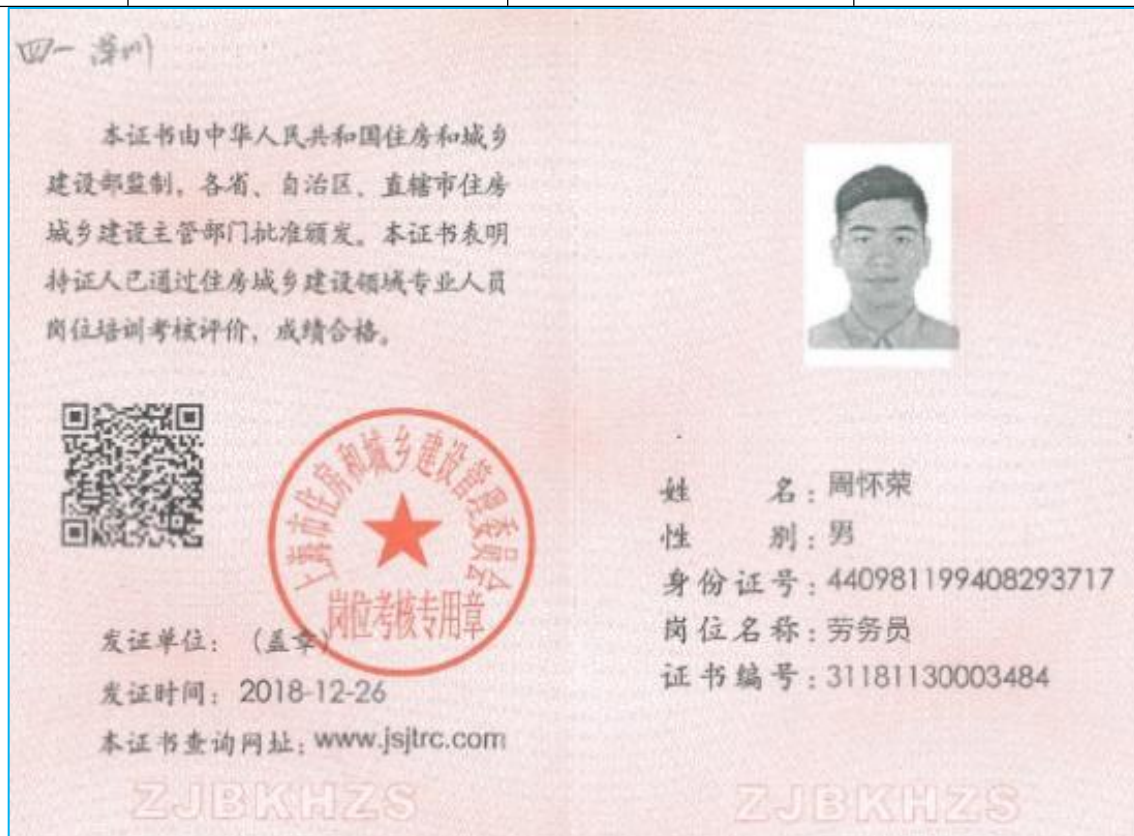 四一 深圳
本证书由中华人民共和国住房和城乡
建设部监制，各省、自治区、直辖市住房
城乡建设主管部门批准颁发。本证书表明
持证人已通过住房城乡建设领域专业人员
岗位培训考核评价，成绩合格。
上海市住房和城乡建设管理委员会
岗位考核专用章
发证单位：（盖章）
发证时间：2018-12-26
本证书查询网址：www.jsjtrc.com
ZJBKHZS
姓 名：周怀荣
性 别：男
身份证号：440981199408293717
岗位名称：劳务员
证书编号：31181130003484
ZJBKHZS